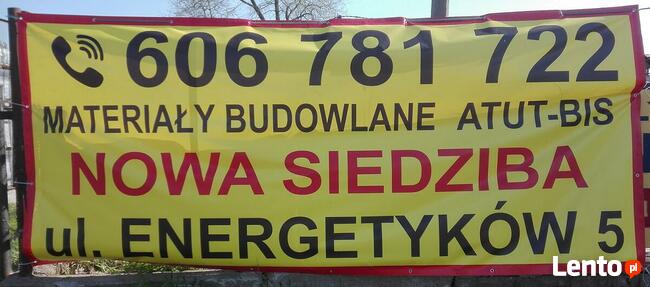 606 781 722
MATERIAŁY BUDOWLANE ATUT-BIS
NOWA SIEDZIBA
ul. ENERGETYKÓW 5
Lento.pl